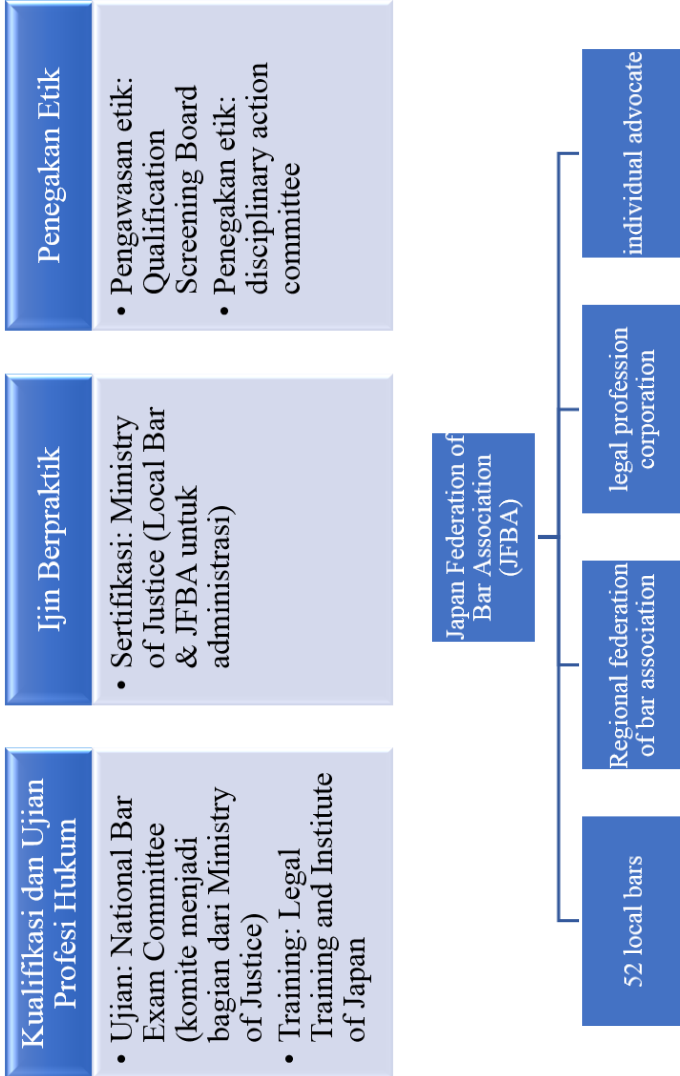 Kualifikasi dan Ujian
Profesi Hukum
• Ujian: National Bar
Exam Committee
(komite menjadi
bagian dari Ministry
of Justice)
• Training: Legal
Training and Institute
of Japan
Ijin Berpraktik
• Sertifikasi: Ministry
of Justice (Local Bar
& JFBA untuk
administrasi)
Penegakan Etik
• Pengawasan etik:
Qualification
Screening Board
• Penegakan etik:
disciplinary action
committee
Japan Federation of
Bar Association
(JFBA)
52 local bars
Regional federation
of bar association
legal profession
corporation
individual advocate